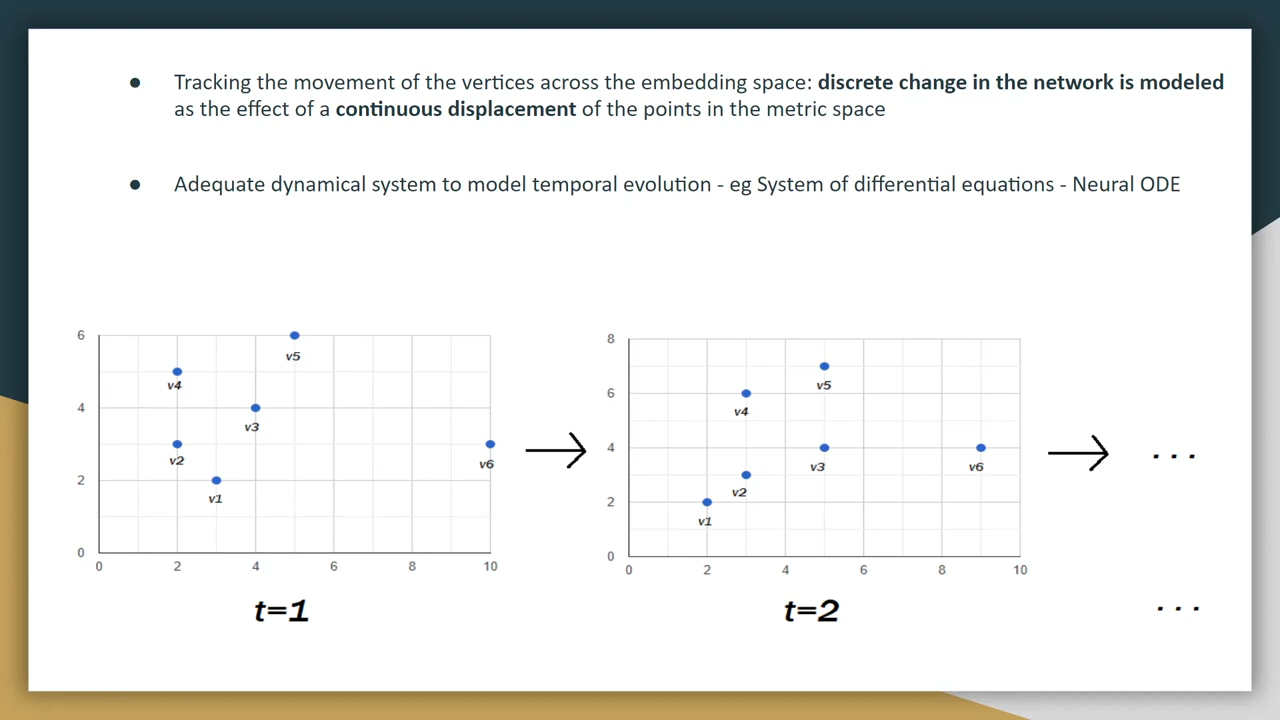 ● Tracking the movement of the vertices across the embedding space: discrete change in the network is modeled
as the effect of a continuous displacement of the points in the metric space
● Adequate dynamical system to model temporal evolution - eg System of differential equations - Neural ODE
6
4
2
0
0 2 4 6 8 10
v5
v4
v3
v2
v6
v1
t=1
8
6
4
2
0
0 2 4 6 8 10
v5
v4
v3
v6
v2
v1
t=2
. . .
. . .